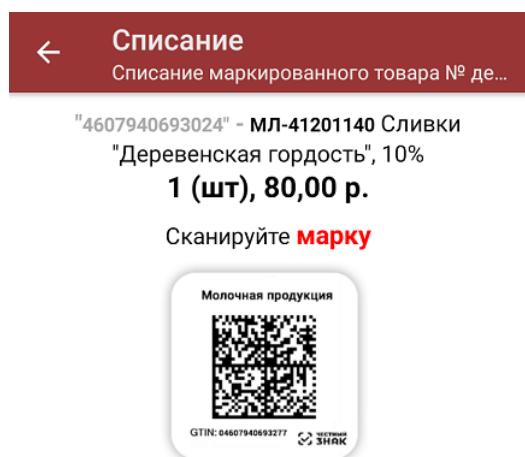 Списание
Списание маркированного товара № де...
"4607940693024" - МЛ-41201140 Сливки
"Деревенская гордость", 10%
1 (шт), 80,00 р.
Сканируйте марку
Молочная продукция
GTIN: 04607940693277
ЧЕСТНЫЙ
ЗНАК